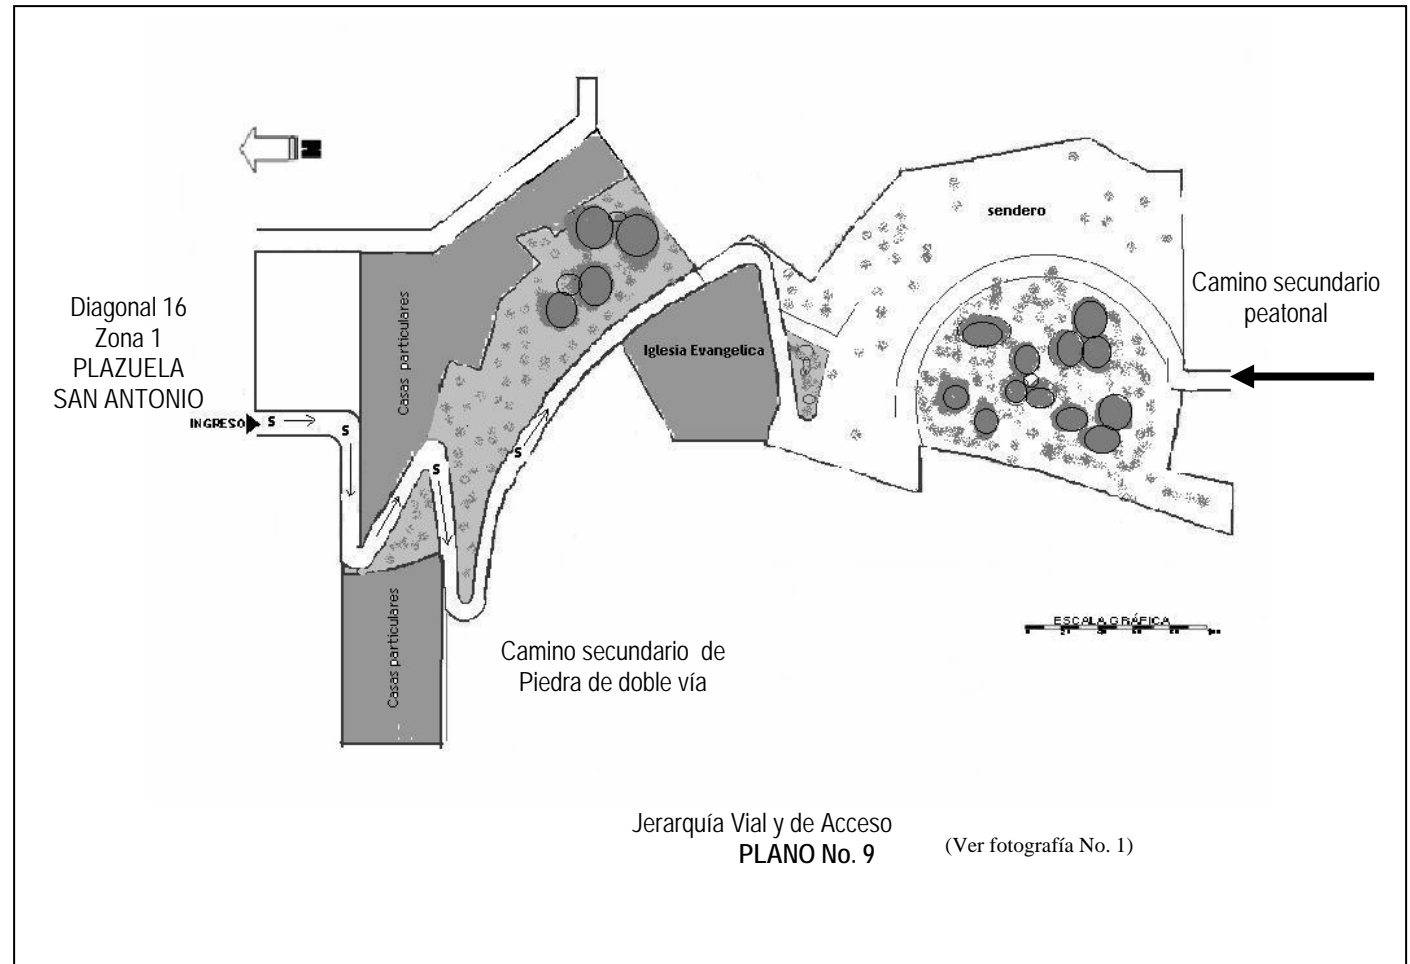 N
sendero
Camino secundario
peatonal
Diagonal 16
Zona 1
PLAZUELA
SAN ANTONIO
INGRESO
S
S
S
S
Casas particulares
Iglesia Evangelica
Casas particulares
ESCALA GRÁFICA
Camino secundario de
Piedra de doble vía
Jerarquía Vial y de Acceso
PLANO No. 9
(Ver fotografía No. 1)